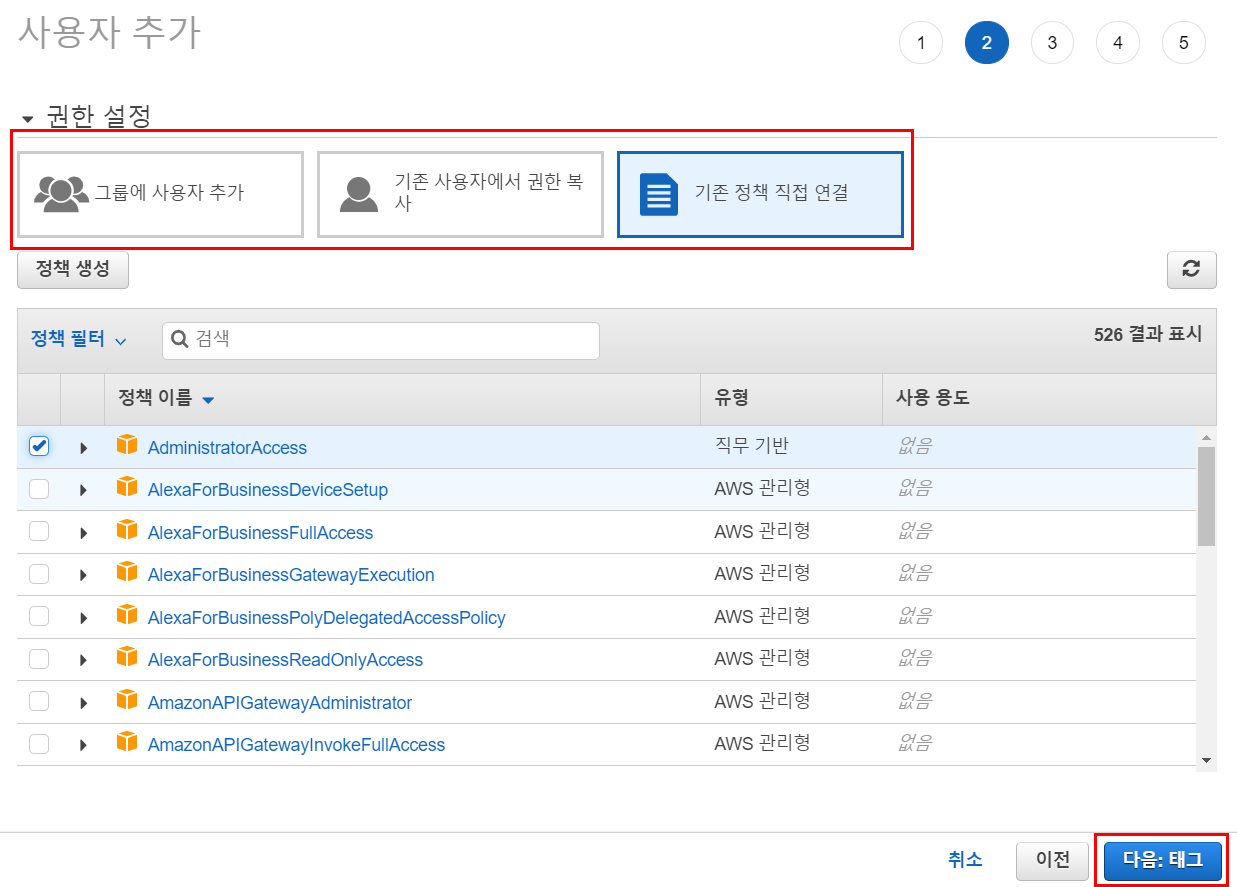 사용자 추가
1 2 3 4 5
권한 설정
그룹에 사용자 추가
기존 사용자에서 권한 복
사
기존 정책 직접 연결
정책 생성
정책 필터 검색 526 결과 표시
정책 이름 유형 사용 용도
AdministratorAccess 직무 기반 없음
AlexaForBusinessDeviceSetup AWS 관리형 없음
AlexaForBusinessFullAccess AWS 관리형 없음
AlexaForBusinessGatewayExecution AWS 관리형 없음
AlexaForBusinessPolyDelegatedAccessPolicy AWS 관리형 없음
AlexaForBusinessReadOnlyAccess AWS 관리형 없음
AmazonAPIGatewayAdministrator AWS 관리형 없음
AmazonAPIGatewayInvokeFullAccess AWS 관리형 없음
취소 이전 다음: 태그